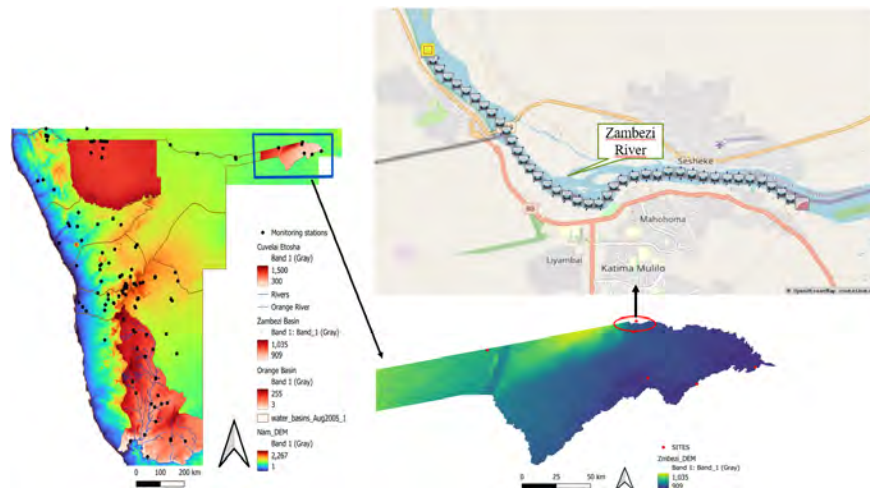 Monitoring stations
Cuvelai Etosha
Band 1 (Gray)
1,500
300
Rivers
Orange River
Zambezi Basin
Band 1: Band_1 (Gray)
1,035
909
Orange Basin
Band 1 (Gray)
255
3
water_basins_Aug2005_1
Nam_DEM
Band 1 (Gray)
2,267
1
0 100 200 km
Zambezi
River
Sesheke
Mahohoma
Liyambai
Katima Mulilo
© OpenStreetMap contributors
SITES
Zmbezi_DEM
Band 1: Band_1 (Gray)
1,035
909
0 25 50 km